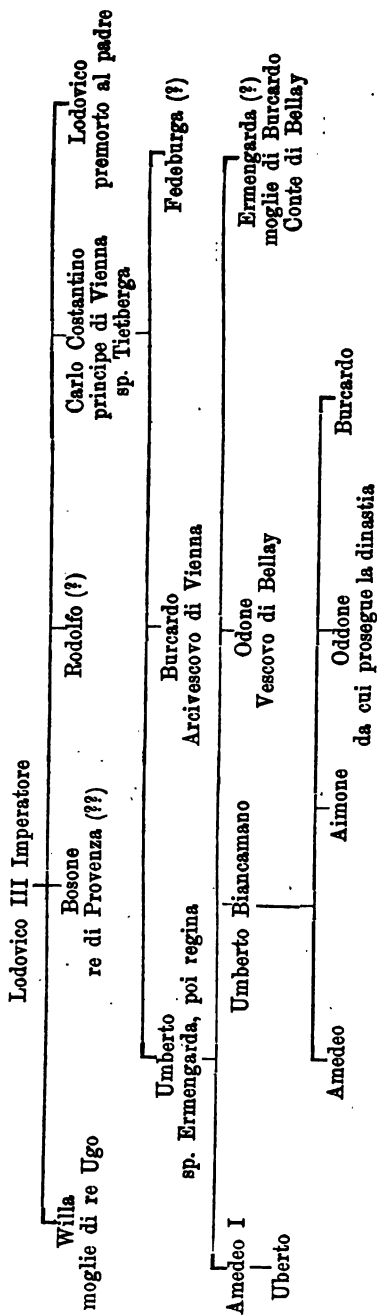 Lodovico III Imperatore
Willa
moglie di re Ugo
Bosone
re di Provenza (??)
Rodolfo (?)
Carlo Costantino
principe di Vienna
sp. Tietberga
Lodovico
premorto al padre
Umberto
sp. Ermengarda, poi regina
Burcardo
Arcivescovo di Vienna
Fedeburga (?)
Amedeo I
Uberto
Umberto Biancamano
Odone
Vescovo di Bellay
Ermengarda (?)
moglie di Burcardo
Conte di Bellay
Amedeo
Aimone
Oddone
da cui prosegue la dinastia
Burcardo